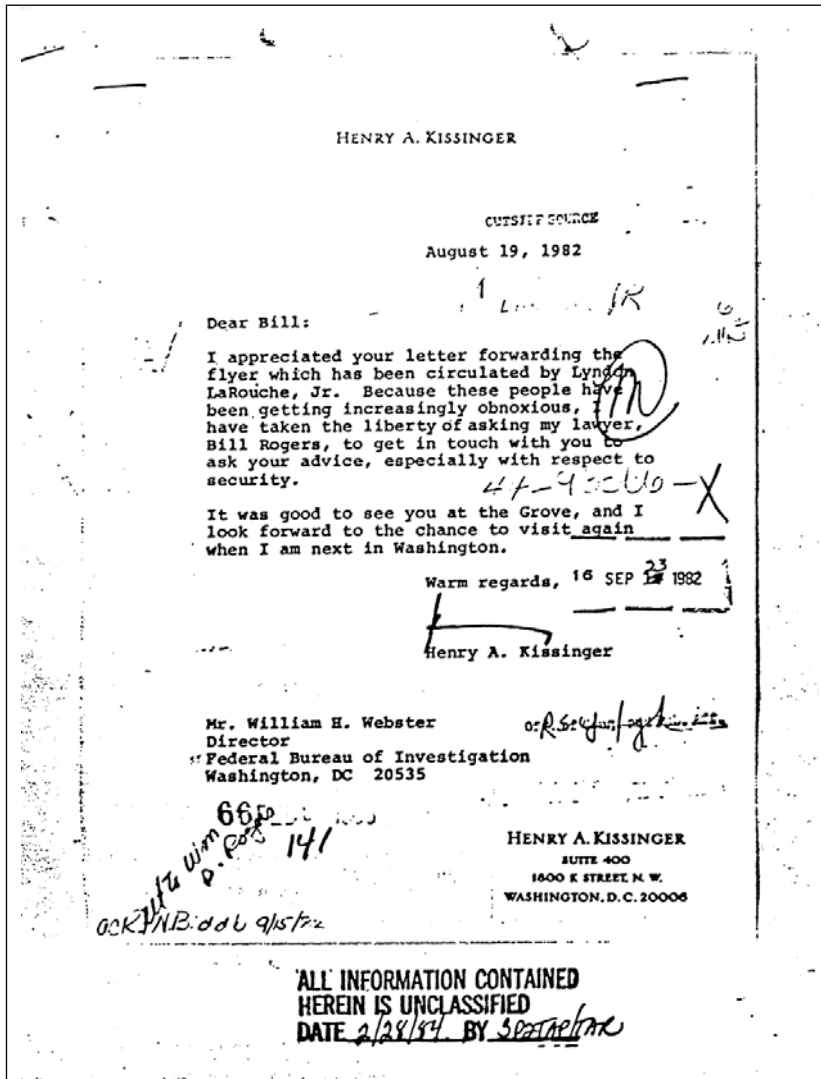 HENRY A. KISSINGER
August 19, 1982
Dear Bill:
I appreciated your letter forwarding the
flyer which has been circulated by Lyndon
LaRouche, Jr. Because these people have
been getting increasingly obnoxious, I
have taken the liberty of asking my lawyer,
Bill Rogers, to get in touch with you to
ask your advice, especially with respect to
security.
It was good to see you at the Grove, and I
look forward to the chance to visit again
when I am next in Washington.
Warm regards, 16 SEP 23 1982
Henry A. Kissinger
Mr. William H. Webster
Director
Federal Bureau of Investigation
Washington, DC 20535
141
HENRY A. KISSINGER
SUITE 400
1800 K STREET, N. W.
WASHINGTON, D. C. 20006
ALL INFORMATION CONTAINED
HEREIN IS UNCLASSIFIED
DATE 2/28/84 BY